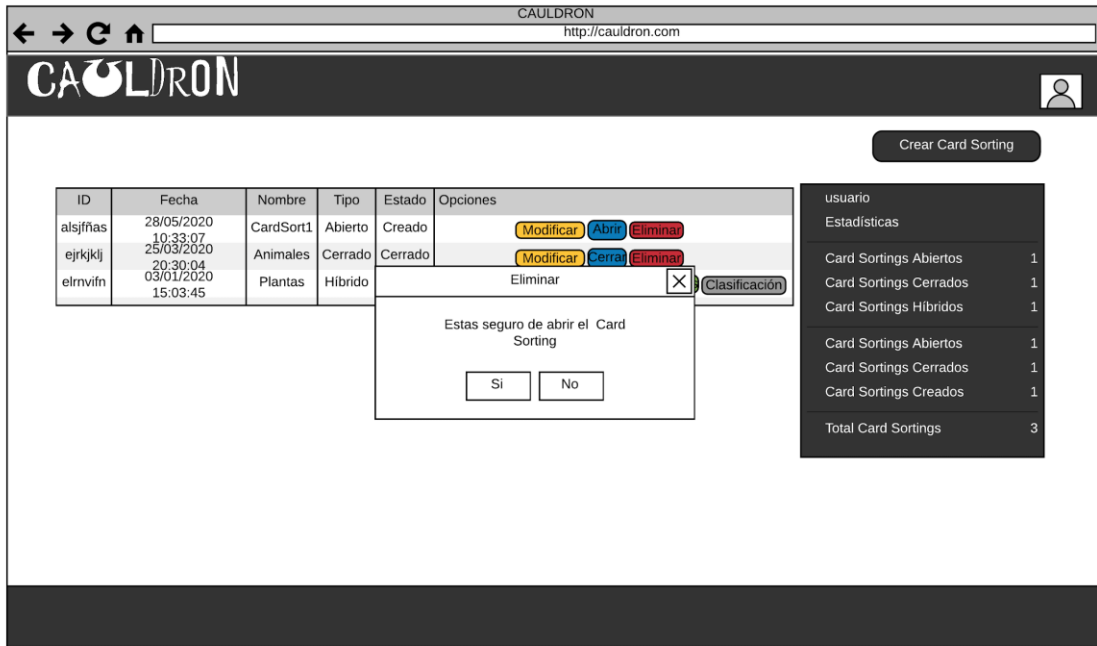 CAULDRON
http://cauldron.com
CAULDRON
Crear Card Sorting
ID Fecha Nombre Tipo Estado Opciones
alsjfñas 28/05/2020 10:33:07 CardSort1 Abierto Creado Modificar Abrir Eliminar
ejrkjklj 25/03/2020 20:30:04 Animales Cerrado Cerrado Modificar Cerrar Eliminar
elrnvifn 03/01/2020 15:03:45 Plantas Híbrido Clasificación
Eliminar
Estas seguro de abrir el Card
Sorting
Si No
usuario
Estadísticas
Card Sortings Abiertos 1
Card Sortings Cerrados 1
Card Sortings Híbridos 1
Card Sortings Abiertos 1
Card Sortings Cerrados 1
Card Sortings Creados 1
Total Card Sortings 3